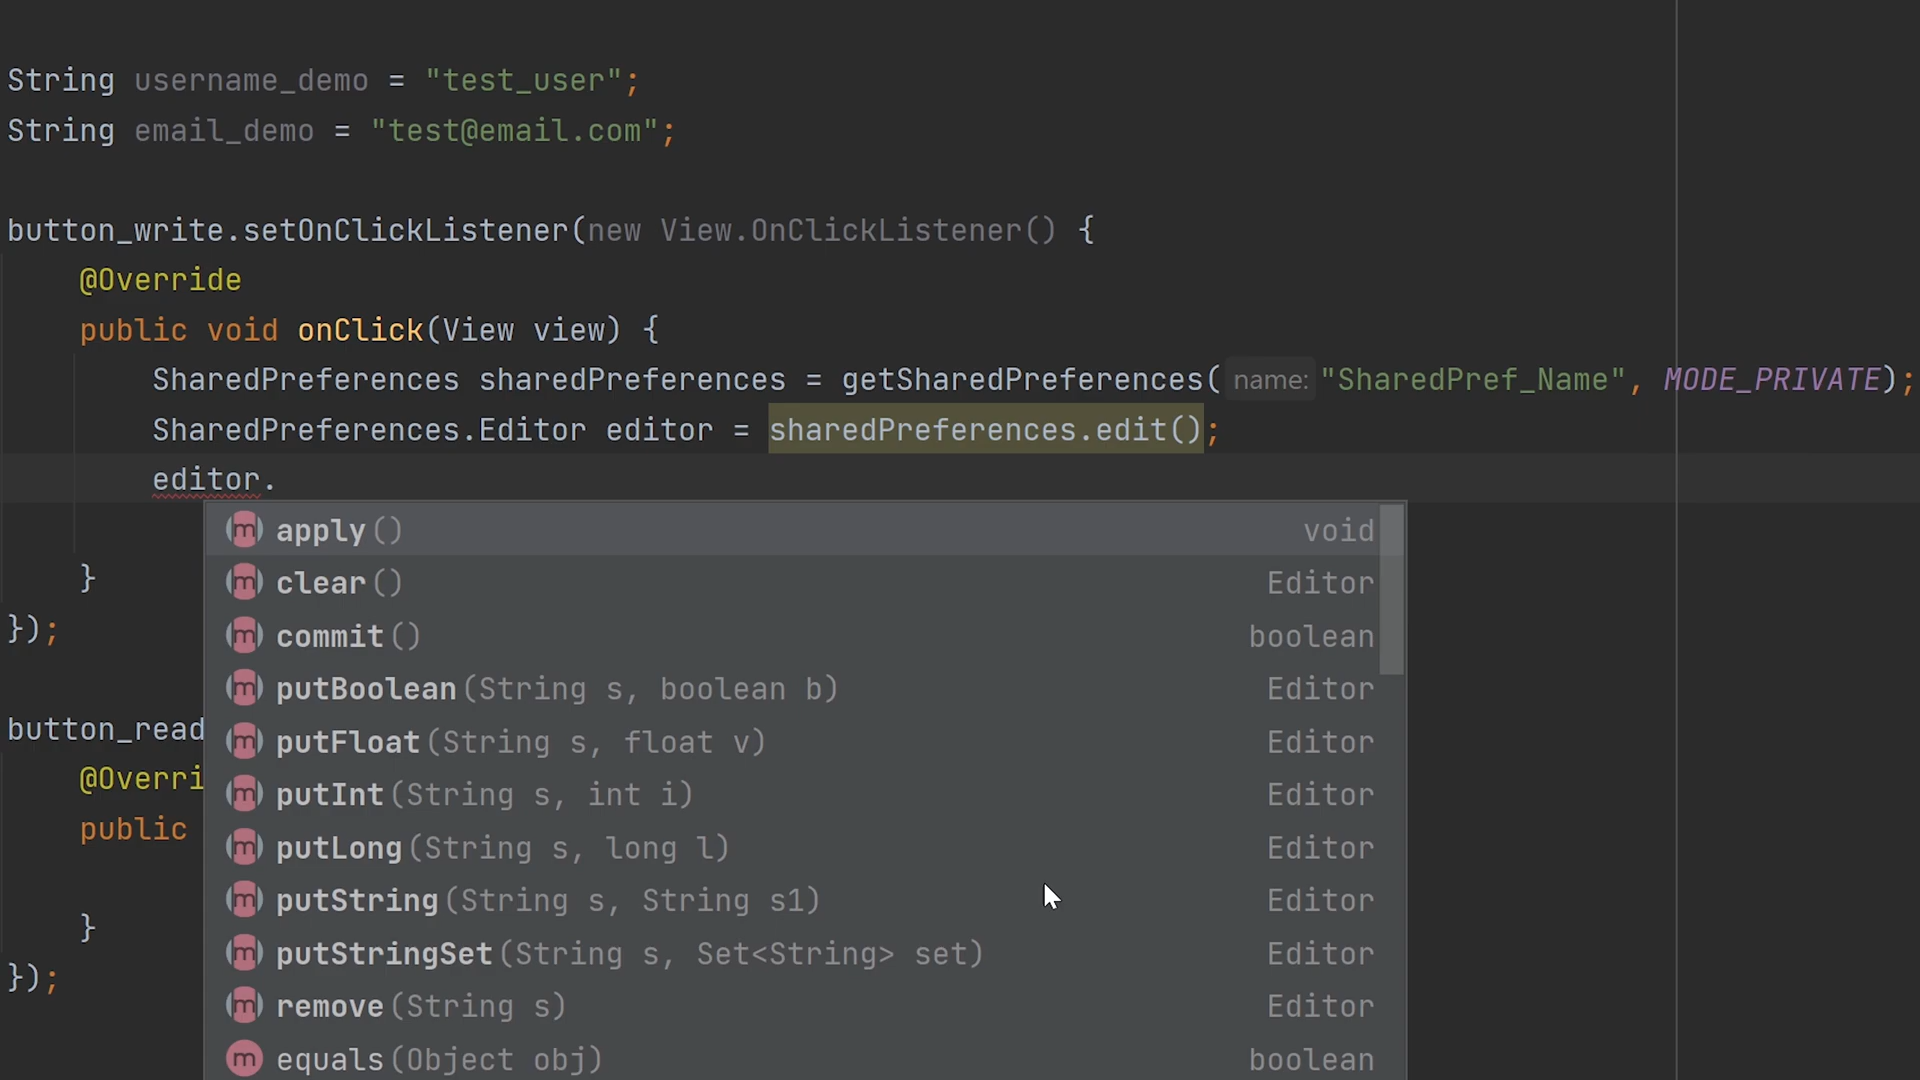 String username_demo = "test_user";
String email_demo = "test@email.com";
button_write.setOnClickListener(new View.OnClickListener() {
@Override
public void onClick(View view) {
SharedPreferences sharedPreferences = getSharedPreferences( name: "SharedPref_Name", MODE_PRIVATE);
SharedPreferences.Editor editor = sharedPreferences.edit();
editor.
m apply() void
m clear() Editor
m commit() boolean
m putBoolean(String s, boolean b) Editor
m putFloat(String s, float v) Editor
m putInt(String s, int i) Editor
m putLong(String s, long l) Editor
m putString(String s, String s1) Editor
m putStringSet(String s, Set<String> set) Editor
m remove(String s) Editor
m equals(Object obj) boolean
}
});
button_read
@Overri
public
}
});